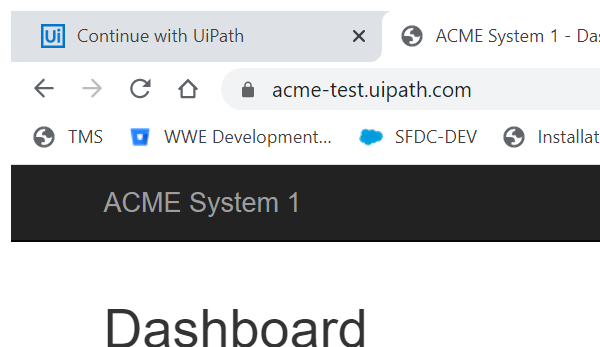 Ui Continue with UiPath ACME System 1 - Das
acme-test.uipath.com
TMS WWE Development... SFDC-DEV Installat
ACME System 1
Dashboard